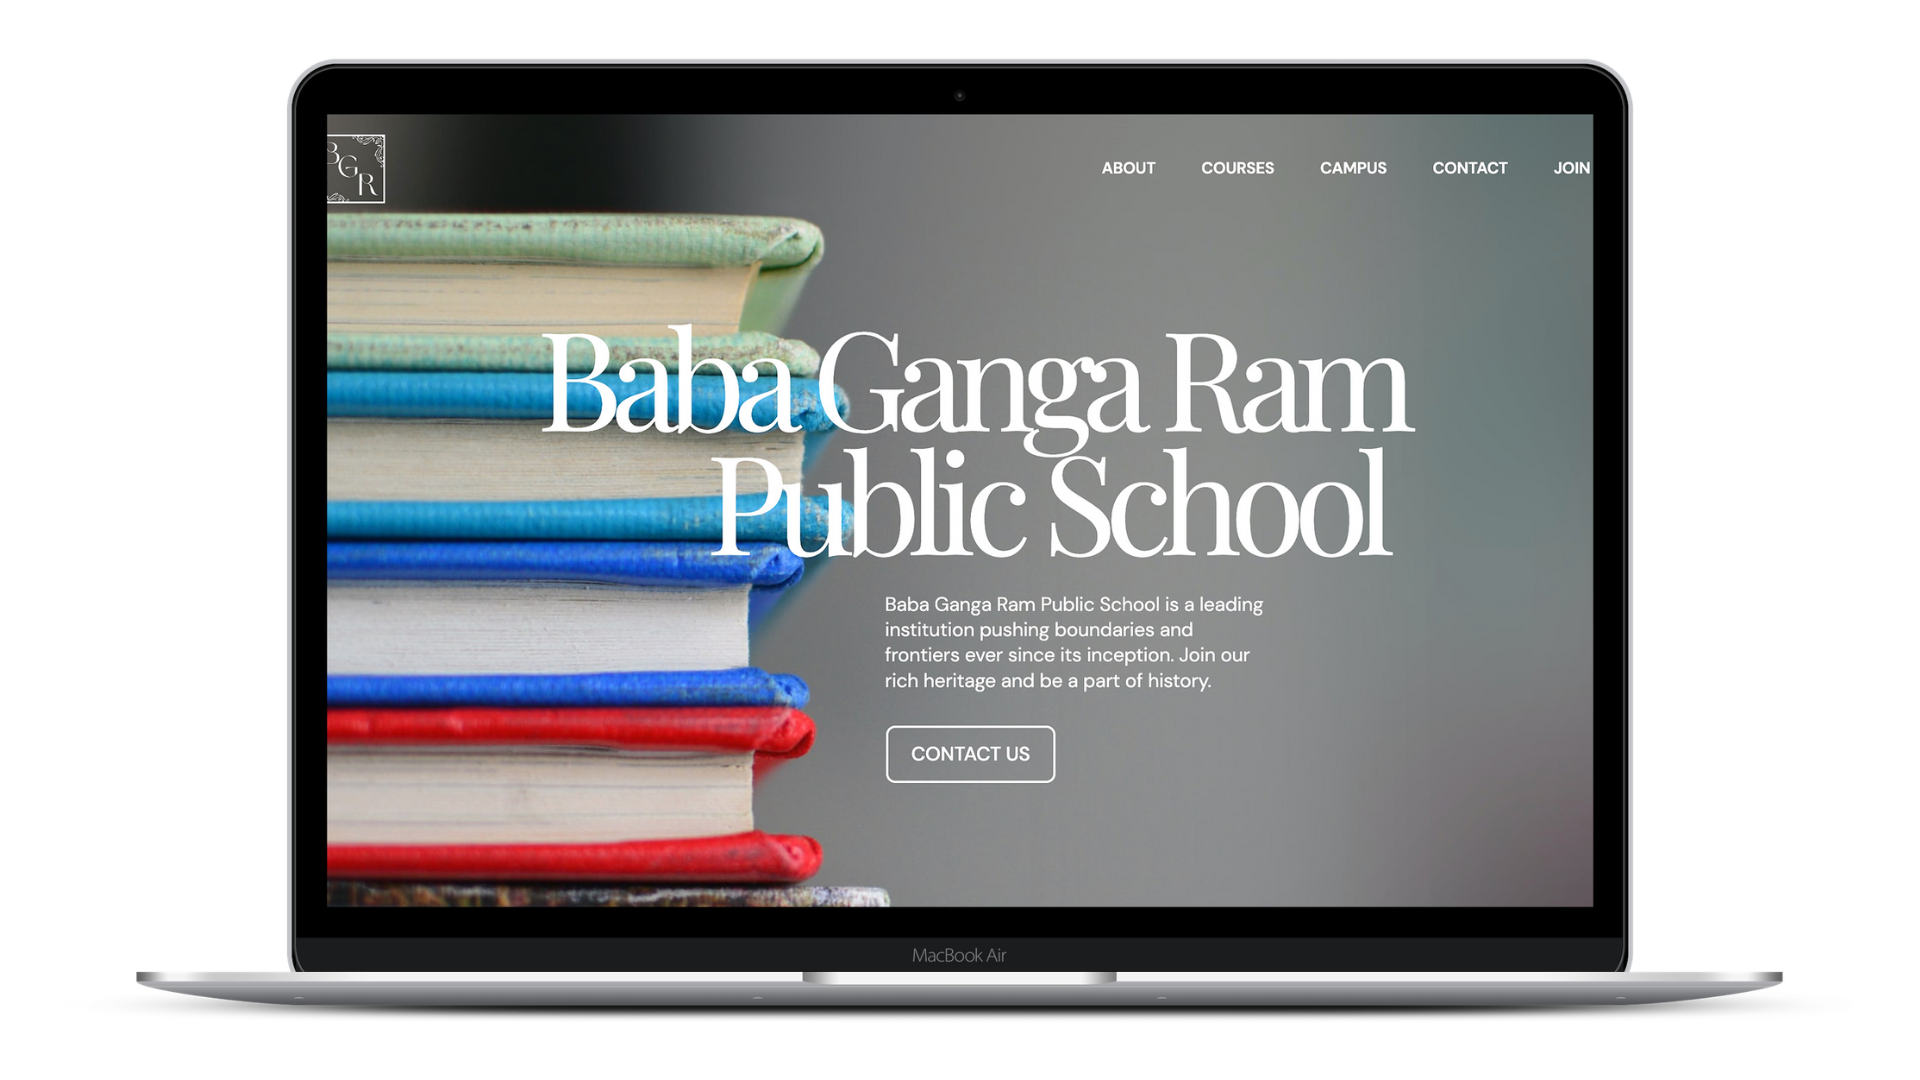 BGR
ABOUT COURSES CAMPUS CONTACT JOIN
Baba Ganga Ram
Public School
Baba Ganga Ram Public School is a leading
institution pushing boundaries and
frontiers ever since its inception. Join our
rich heritage and be a part of history.
CONTACT US
MacBook Air